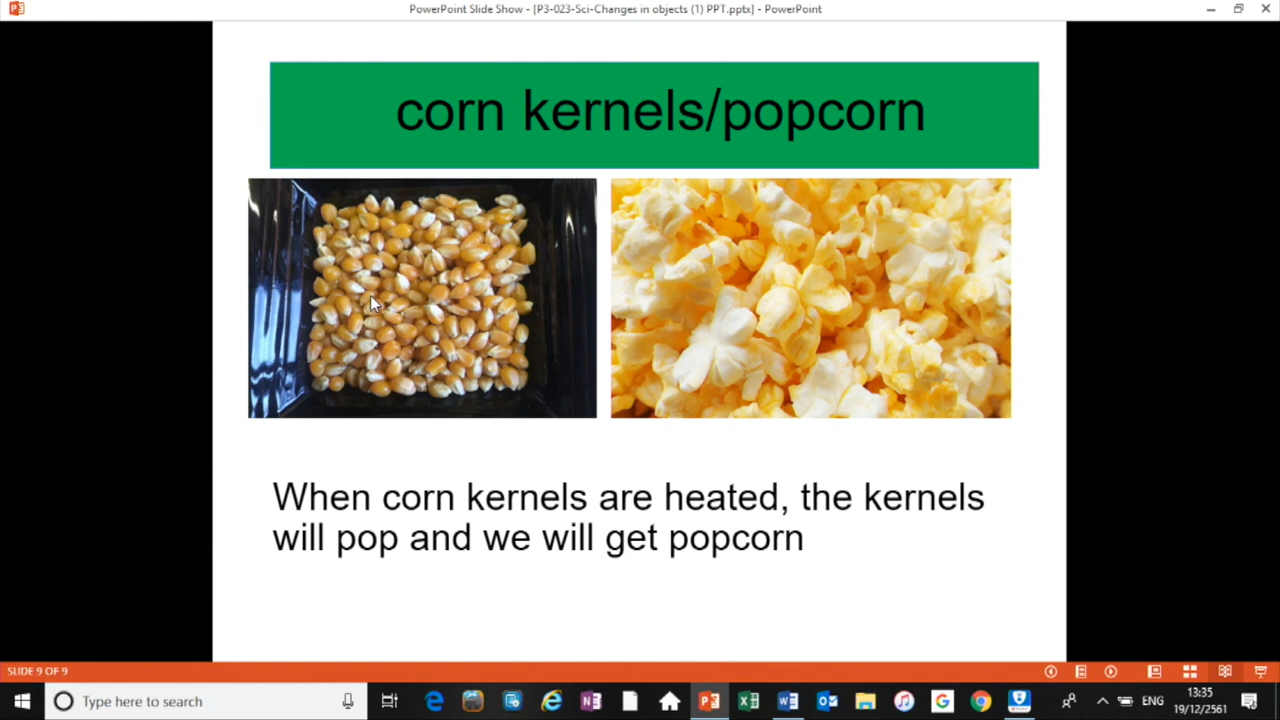 PowerPoint Slide Show - [P3-023-Sci-Changes in objects (1) PPT.pptx] - PowerPoint
corn kernels/popcorn
When corn kernels are heated, the kernels
will pop and we will get popcorn
SLIDE 9 OF 9
Type here to search
ENG
13:35
19/12/2561